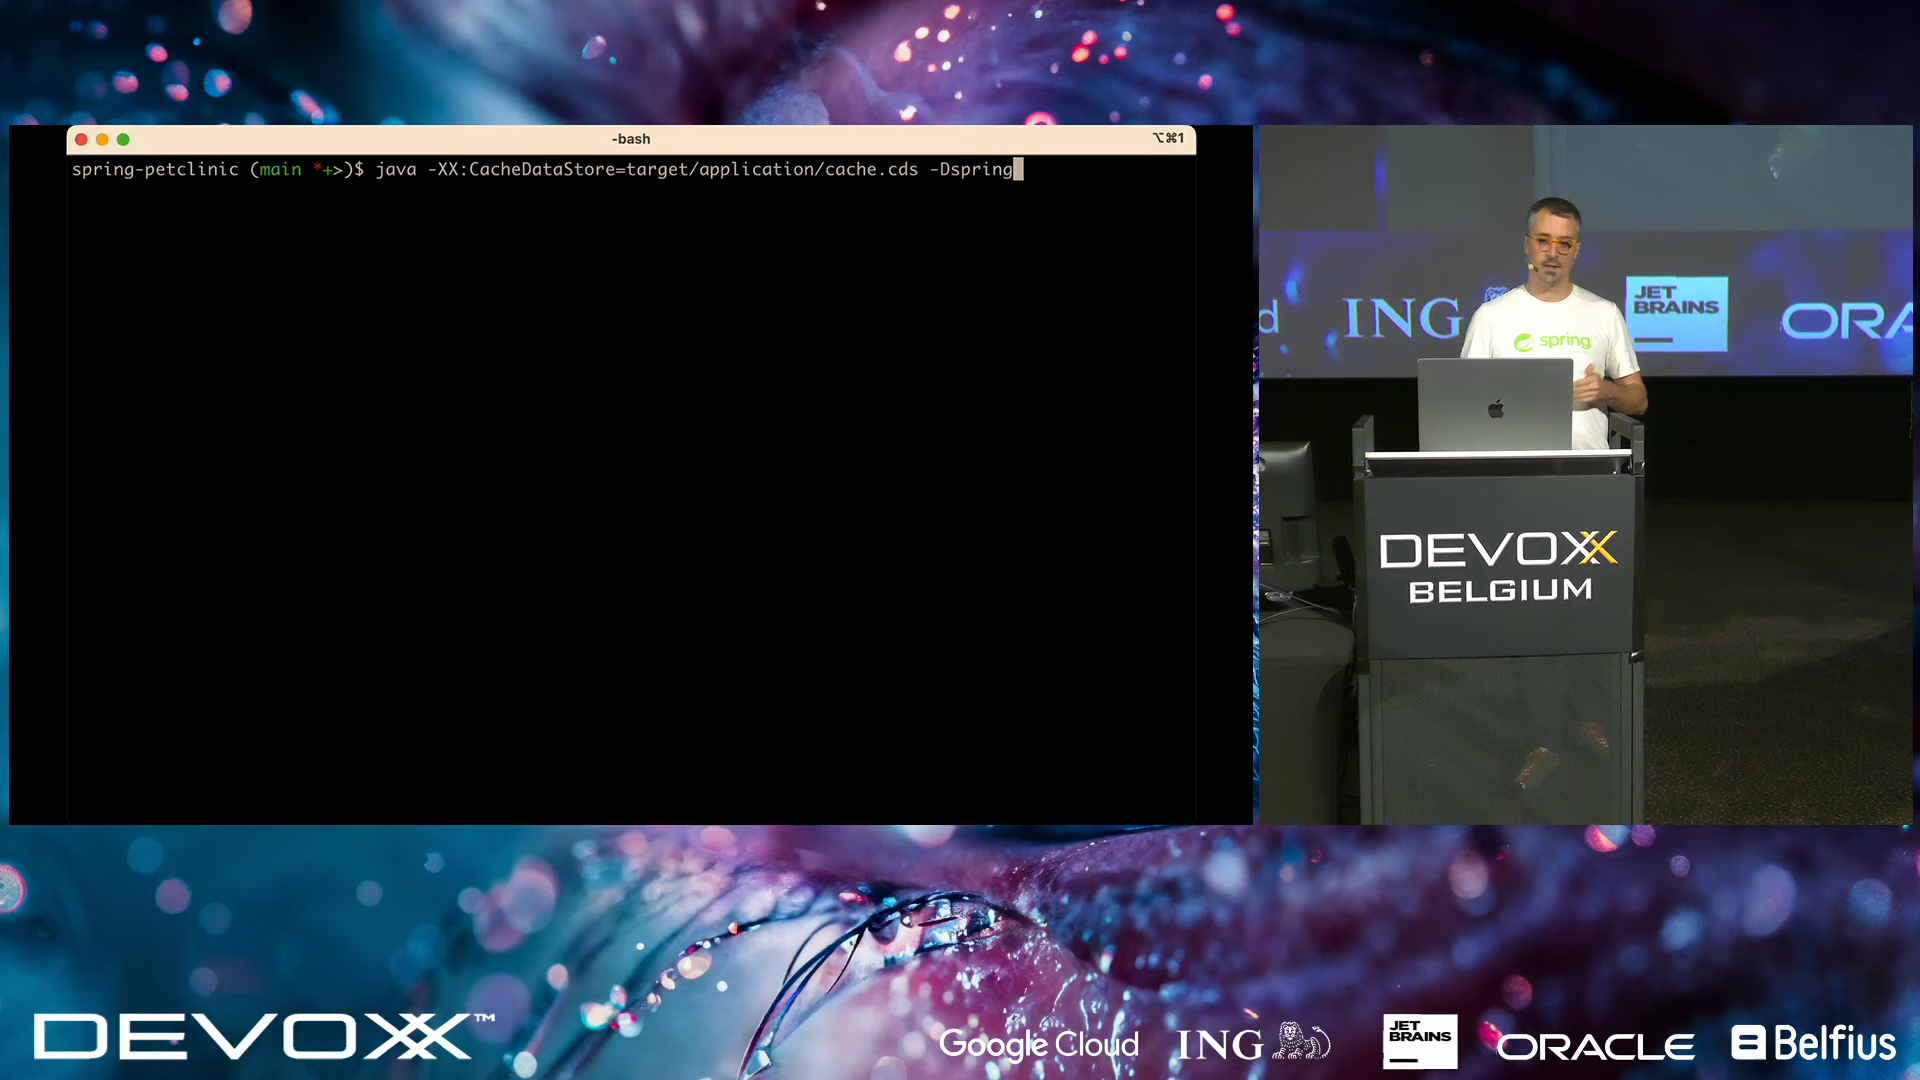 -bash
⌥⌘1
spring-petclinic (main *+>)$ java -XX:CacheDataStore=target/application/cache.cds -Dspring
d
ING
JET
BRAINS
ORA
spring
DEVOXX
BELGIUM
DEVOXX™
Google Cloud
ING
JET
BRAINS
ORACLE
Belfius